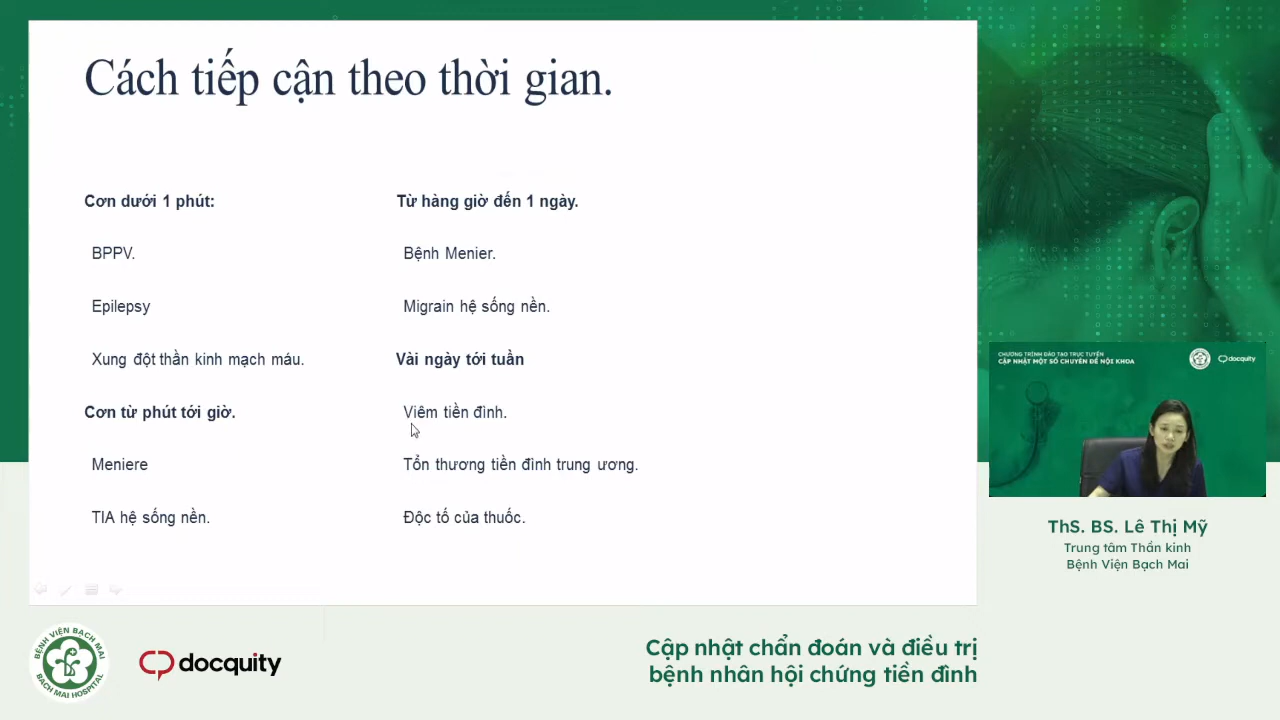 Cách tiếp cận theo thời gian.
Cơn dưới 1 phút:
BPPV.
Epilepsy
Xung đột thần kinh mạch máu.
Cơn từ phút tới giờ.
Meniere
TIA hệ sống nền.
Từ hàng giờ đến 1 ngày.
Bệnh Menier.
Migrain hệ sống nền.
Vài ngày tới tuần
Viêm tiền đình.
Tổn thương tiền đình trung ương.
Độc tố của thuốc.
CHƯƠNG TRÌNH ĐÀO TẠO TRỰC TUYẾN
CẬP NHẬT MỘT SỐ CHUYÊN ĐỀ NỘI KHOA
docquity
ThS. BS. Lê Thị Mỹ
Trung tâm Thần kinh
Bệnh Viện Bạch Mai
BỆNH VIỆN BẠCH MAI
BACH MAI HOSPITAL
docquity
Cập nhật chẩn đoán và điều trị
bệnh nhân hội chứng tiền đình